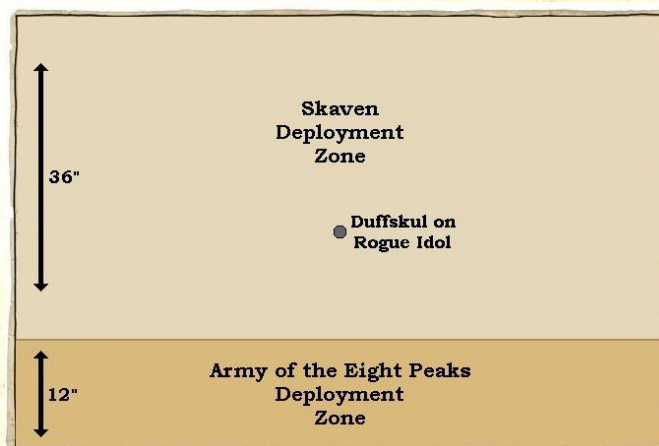 Skaven
Deployment
Zone
36"
Duffskul on
Rogue Idol
Army of the Eight Peaks
Deployment
Zone
12"